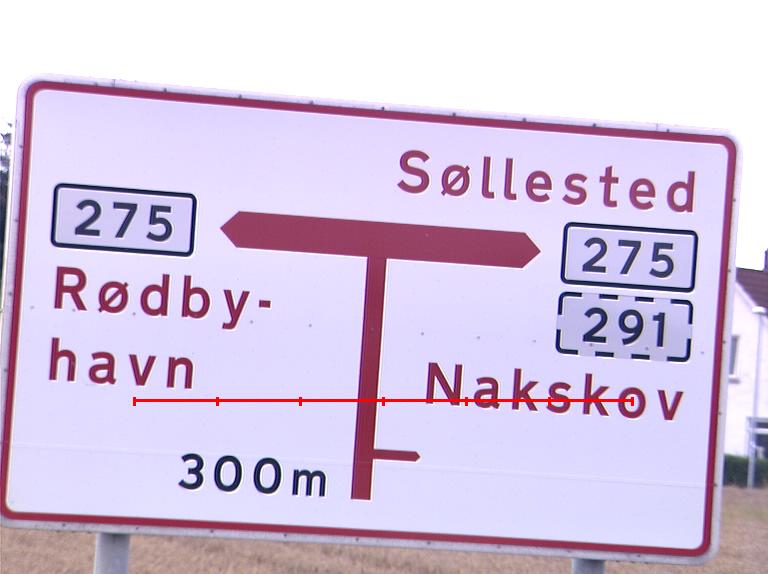 Søllested
275
275
Rødby-
havn
291
Nakskov
300m